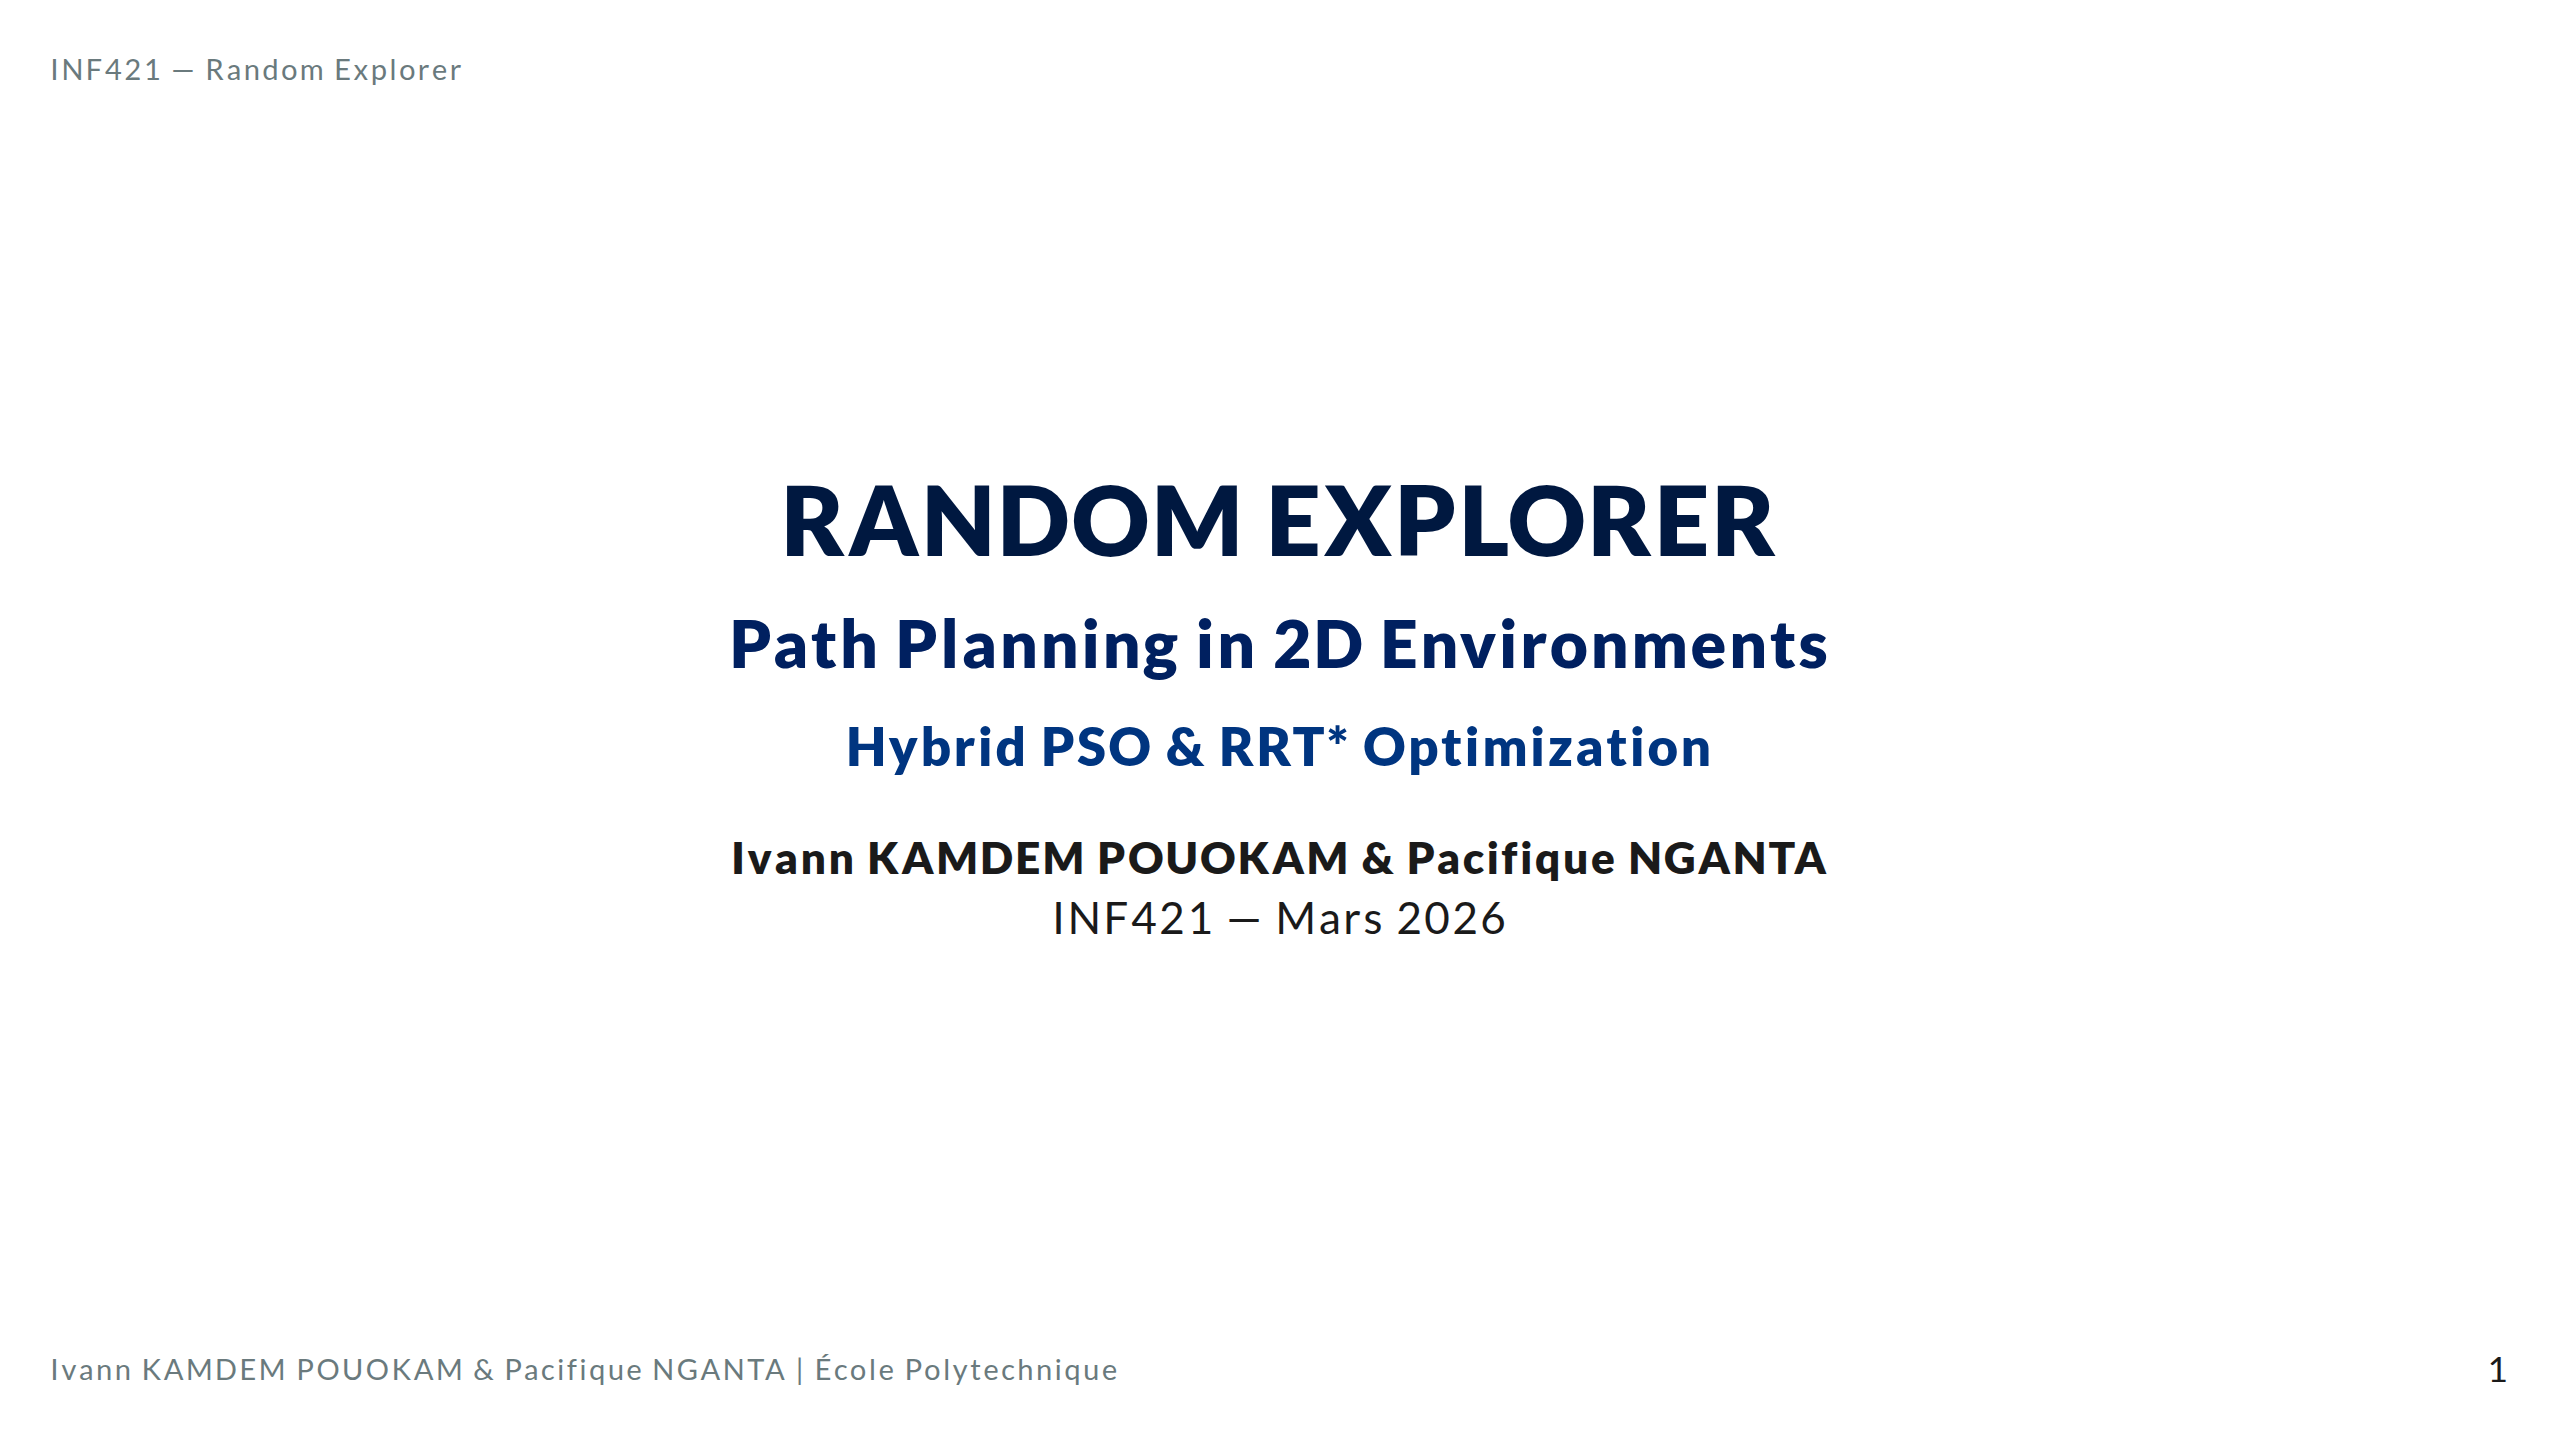 INF421 — Random Explorer
RANDOM EXPLORER
Path Planning in 2D Environments
Hybrid PSO & RRT* Optimization
Ivann KAMDEM POUOKAM & Pacifique NGANTA
INF421 — Mars 2026
Ivann KAMDEM POUOKAM & Pacifique NGANTA | École Polytechnique
1